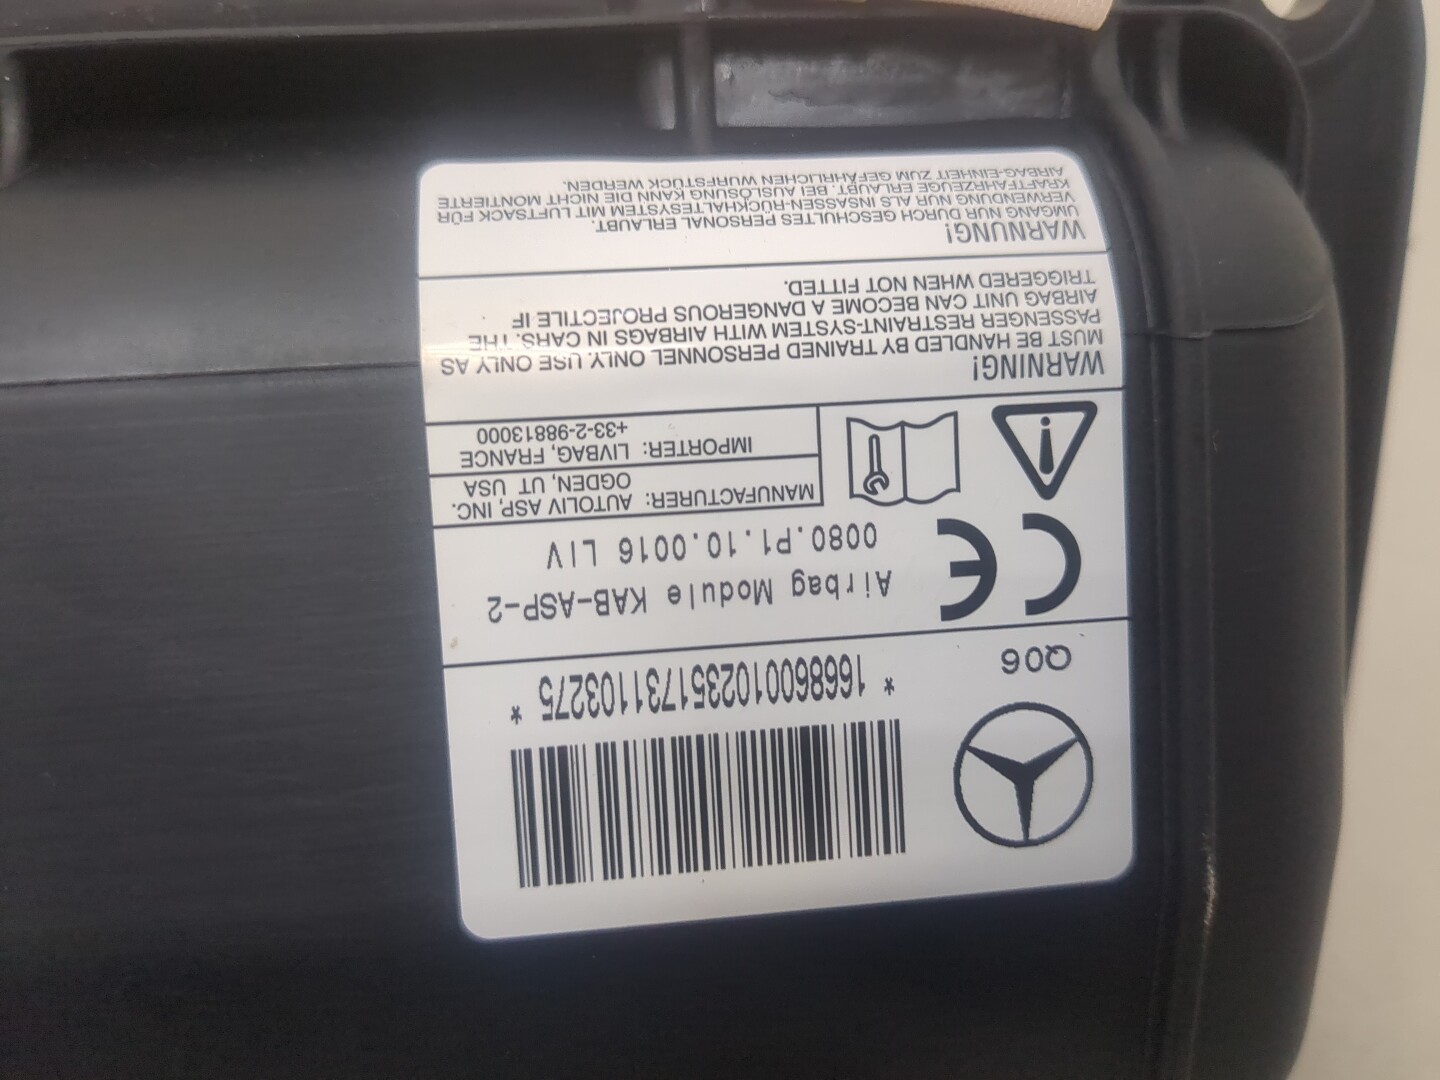 * 1668600102351731103275 *
Q06
Airbag Module KAB-ASP-2
0080.P1.10.0016 LIV
CE
MANUFACTURER: AUTOLIV ASP, INC.
OGDEN, UT USA
IMPORTER: LIVBAG, FRANCE
+33-2-98813000
WARNING!
MUST BE HANDLED BY TRAINED PERSONNEL ONLY. USE ONLY AS
PASSENGER RESTRAINT-SYSTEM WITH AIRBAGS IN CARS. THE
AIRBAG UNIT CAN BECOME A DANGEROUS PROJECTILE IF
TRIGGERED WHEN NOT FITTED.
WARNUNG!
UMGANG NUR DURCH GESCHULTES PERSONAL ERLAUBT.
VERWENDUNG NUR ALS INSASSEN-RÜCKHALTESYSTEM MIT LUFTSACK FÜR
KRAFTFAHRZEUGE ERLAUBT. BEI AUSLÖSUNG KANN DIE NICHT MONTIERTE
AIRBAG-EINHEIT ZUM GEFÄHRLICHEN WURFSTÜCK WERDEN.